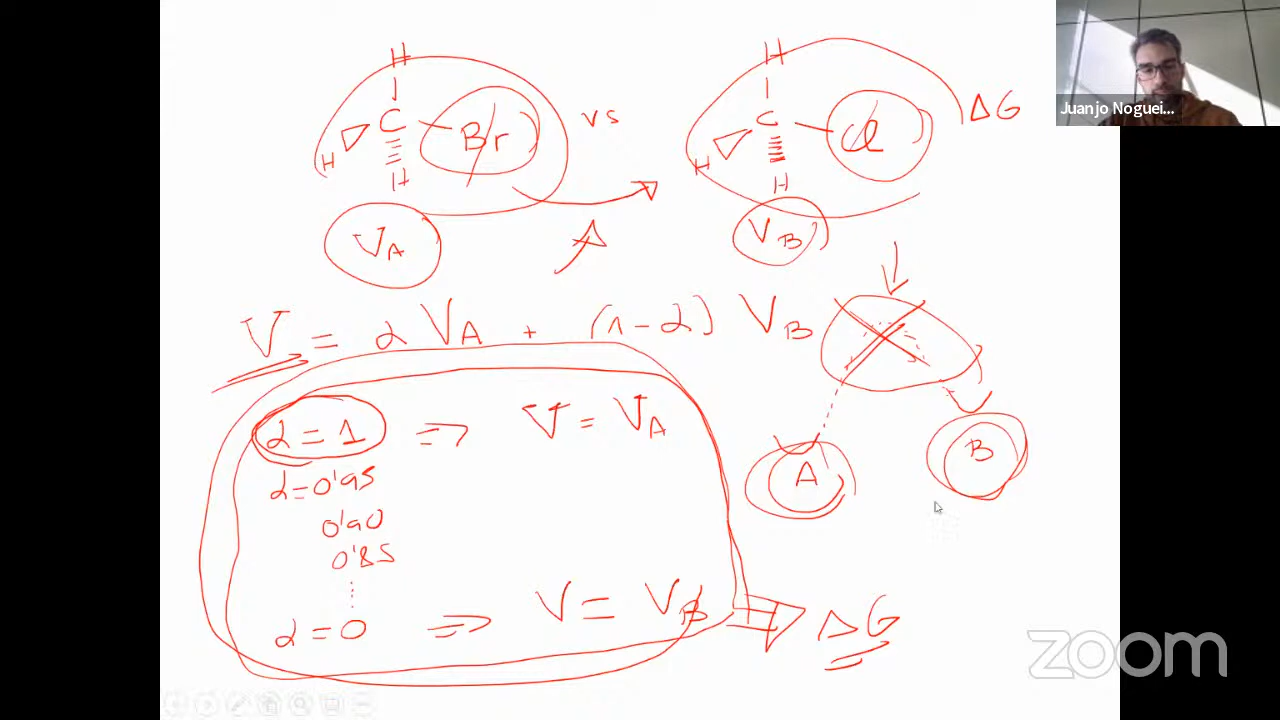 H
C
Br
H
H
VA
vs
H
C
Cl
H
H
VB
ΔG
V = α VA + (1-α) VB
α = 1 => V = VA
α=0'95
0'90
0'85
α=0 => V = VB => ΔG
A
B
Juanjo Noguei...
zoom